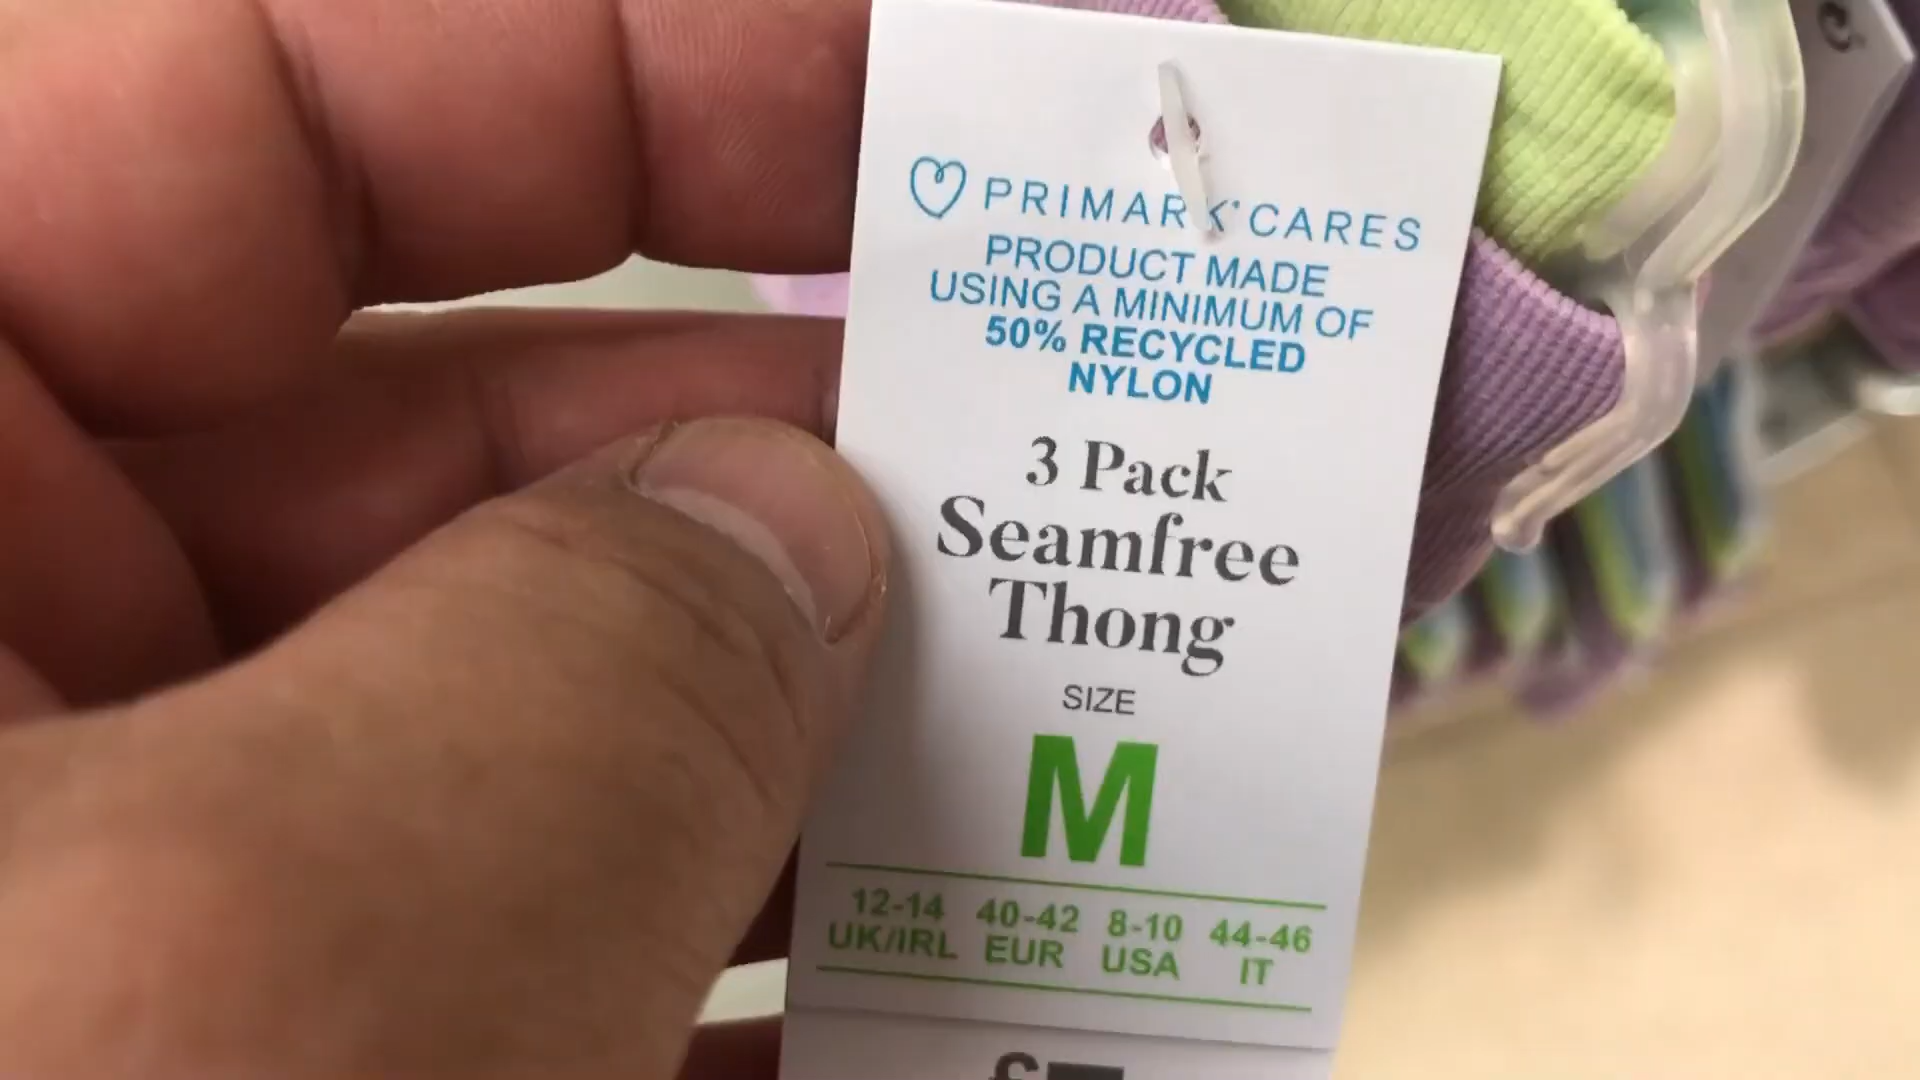 PRIMARK CARES
PRODUCT MADE
USING A MINIMUM OF
50% RECYCLED
NYLON
3 Pack
Seamfree
Thong
SIZE
M
12-14 40-42 8-10 44-46
UK/IRL EUR USA IT
£